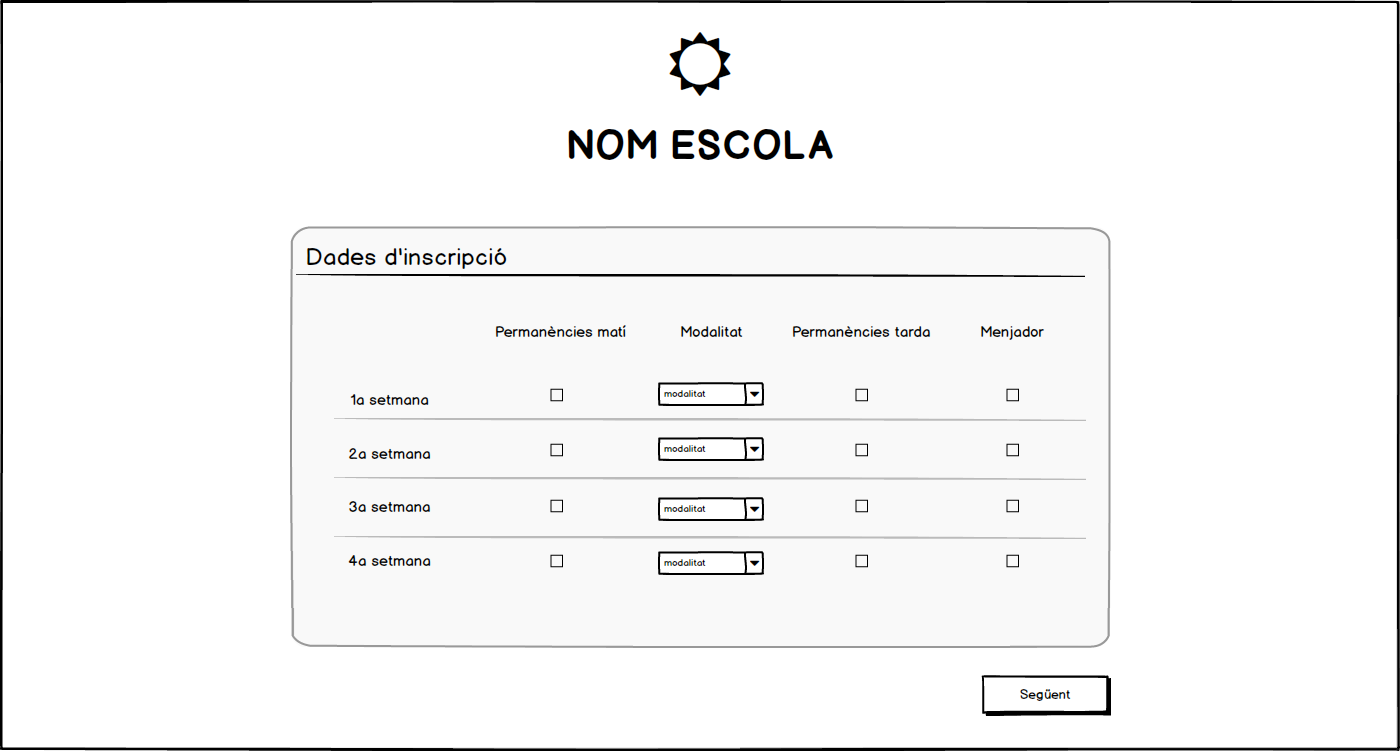 NOM ESCOLA
Dades d'inscripció
Permanències matí Modalitat Permanències tarda Menjador
1a setmana modalitat
2a setmana modalitat
3a setmana modalitat
4a setmana modalitat
Següent